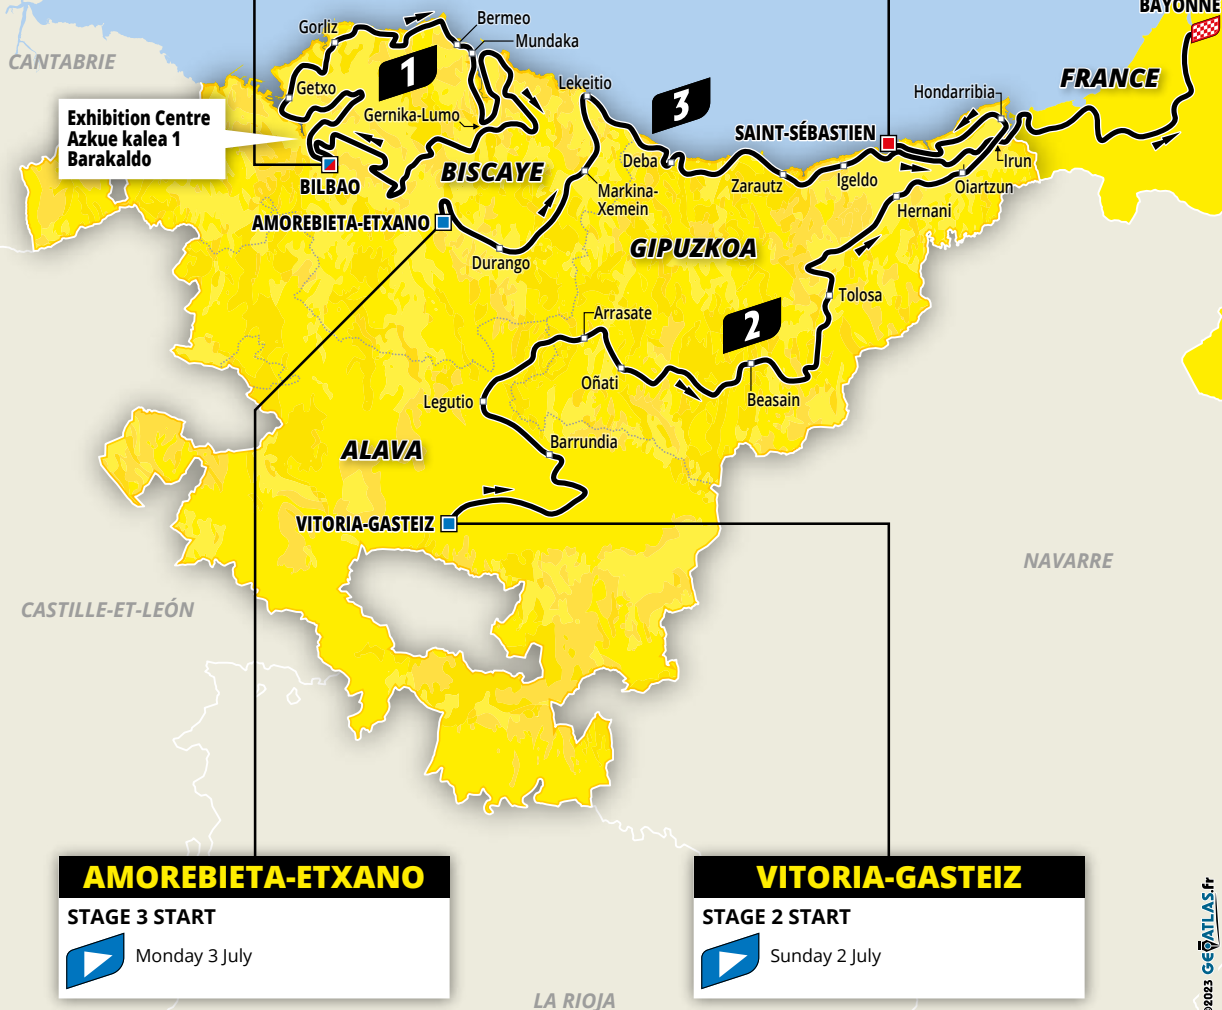 BAYONNE
Bermeo
Gorliz
Mundaka
CANTABRIE
1
FRANCE
Getxo
Lekeitio
Hondarribia
3
Gernika-Lumo
Exhibition Centre
Azkue kalea 1
Barakaldo
SAINT-SÉBASTIEN
Deba
Irun
BISCAYE
BILBAO
Zarautz
Igeldo
Oiartzun
Markina-
Xemein
Hernani
AMOREBIETA-ETXANO
GIPUZKOA
Durango
Tolosa
Arrasate
2
Oñati
Beasain
Legutio
Barrundia
ALAVA
VITORIA-GASTEIZ
NAVARRE
CASTILLE-ET-LEÓN
AMOREBIETA-ETXANO
STAGE 3 START
Monday 3 July
VITORIA-GASTEIZ
STAGE 2 START
Sunday 2 July
LA RIOJA
©2023 GEOATLAS.fr